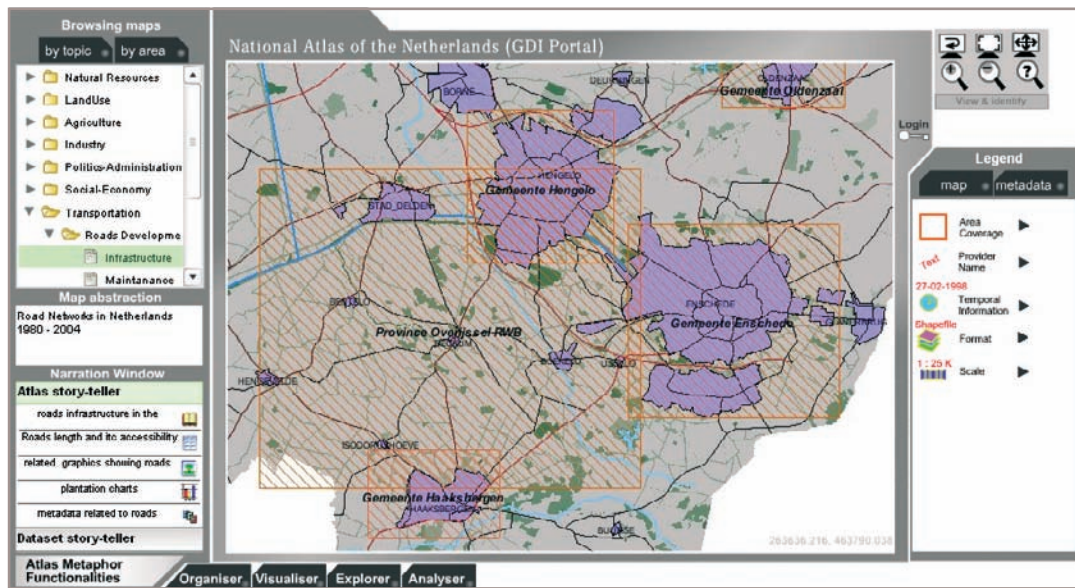 Browsing maps
by topic
by area
Natural Resources
LandUse
Agriculture
Industry
Politics-Administration
Social-Economy
Transportation
Roads Developme
Infrastructure
Maintanance
Map abstraction
Road Networks in Netherlands
1980 - 2004
Narration Window
Atlas story-teller
roads infrastructure in the
Roads length and its accessibility
related graphics showing roads
plantation charts
metadata related to roads
Dataset story-teller
Atlas Metaphor
Functionalities
Organiser
Visualiser
Explorer
Analyser
National Atlas of the Netherlands (GDI Portal)
BORNE
OLDENZAAL
Gemeente Oldenzaal
HENGELO
Gemeente Hengelo
STAD_DELDEN
ENSCHEDE
Gemeente Enschede
Province Overijssel RWB
Gemeente Haaksbergen
HAAKSBERGEN
263636.216, 463790.038
View & identify
Login
Legend
map
metadata
Area
Coverage
Text
Provider
Name
27-02-1998
Temporal
Information
Shapefile
Format
1 : 25 K
Scale